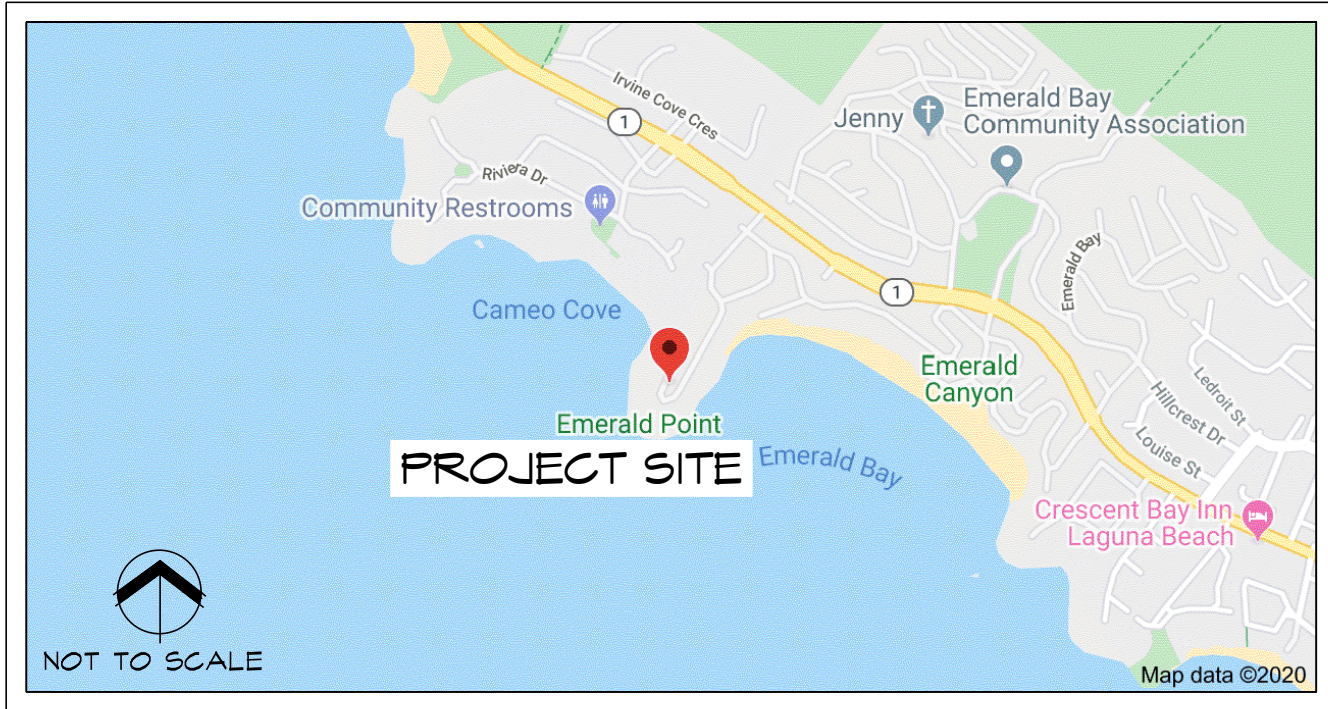 Irvine Cove Cres
1
Jenny
Emerald Bay
Community Association
Riviera Dr
Community Restrooms
Emerald Bay
1
Cameo Cove
Emerald
Canyon
Ledroit St
Hillcrest Dr
Louise St
Emerald Point
PROJECT SITE
Emerald Bay
Crescent Bay Inn
Laguna Beach
NOT TO SCALE
Map data ©2020